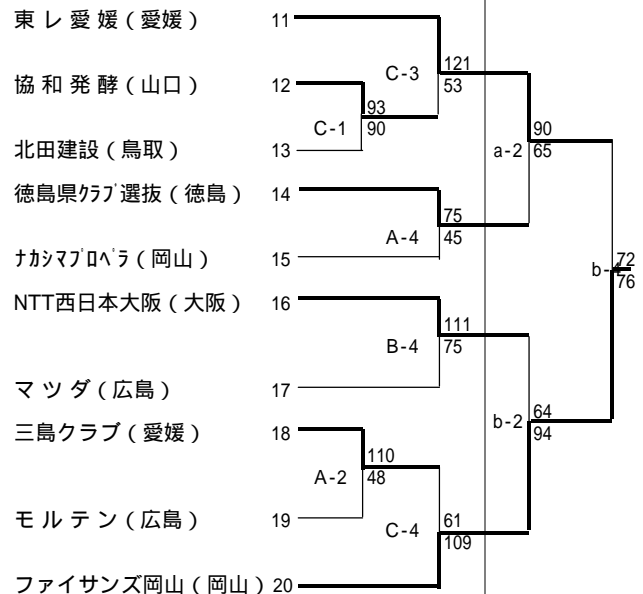 東レ愛媛(愛媛) 11
121
C-3
53
協和発酵(山口) 12
93
C-1
90
90
a-2
65
北田建設(鳥取) 13
徳島県ｸﾗﾌﾞ選抜(徳島) 14
75
A-4
45
ﾅｶｼﾏﾌﾟﾛﾍﾟﾗ(岡山) 15
72
b-
76
NTT西日本大阪(大阪) 16
111
B-4
75
マツダ(広島) 17
64
b-2
94
三島クラブ(愛媛) 18
110
A-2
48
モルテン(広島) 19
61
C-4
109
ファイサンズ岡山(岡山) 20